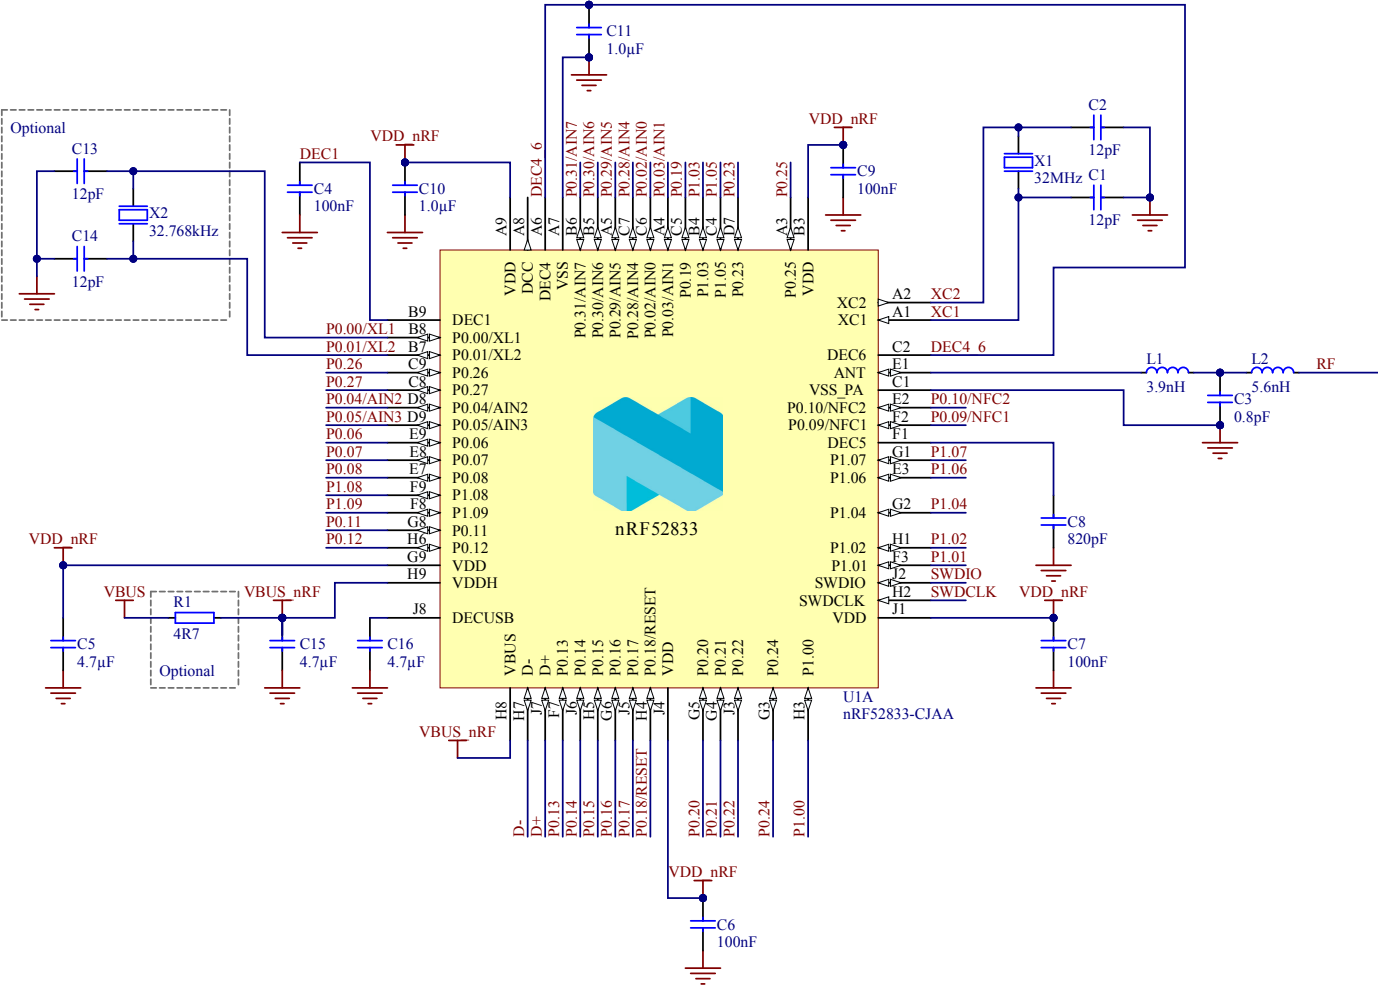 C11
1.0µF
Optional
C13
12pF
X2
32.768kHz
C14
12pF
DEC1
C4
100nF
VDD_nRF
C10
1.0µF
DEC4_6
P0.31/AIN7
P0.30/AIN6
P0.29/AIN5
P0.28/AIN4
P0.02/AIN0
P0.03/AIN1
P0.19
P1.03
P1.05
P0.23
P0.25
VDD_nRF
C9
100nF
C2
12pF
X1
32MHz
C1
12pF
A9
A8
A6
A7
B6
B5
A5
C7
C6
A4
C5
B4
C4
D7
A3
B3
VDD
DCC
DEC4
VSS
P0.31/AIN7
P0.30/AIN6
P0.29/AIN5
P0.28/AIN4
P0.02/AIN0
P0.03/AIN1
P0.19
P1.03
P1.05
P0.23
P0.25
VDD
B9 DEC1
P0.00/XL1 B8 P0.00/XL1
P0.01/XL2 B7 P0.01/XL2
P0.26 C9 P0.26
P0.27 C8 P0.27
P0.04/AIN2 D8 P0.04/AIN2
P0.05/AIN3 D9 P0.05/AIN3
P0.06 E9 P0.06
P0.07 E8 P0.07
P0.08 E7 P0.08
P1.08 F9 P1.08
P1.09 F8 P1.09
P0.11 G8 P0.11
P0.12 H6 P0.12
G9 VDD
H9 VDDH
J8 DECUSB
XC2 A2 XC2
XC1 A1 XC1
DEC6 C2 DEC4_6
ANT E1
VSS_PA C1
P0.10/NFC2 E2 P0.10/NFC2
P0.09/NFC1 F2 P0.09/NFC1
DEC5 F1
P1.07 G1 P1.07
P1.06 E3 P1.06
P1.04 G2 P1.04
P1.02 H1 P1.02
P1.01 F3 P1.01
SWDIO J2 SWDIO
SWDCLK H2 SWDCLK
VDD J1
L1
3.9nH
L2
5.6nH
RF
C3
0.8pF
C8
820pF
VDD_nRF
C7
100nF
nRF52833
VDD_nRF
C5
4.7µF
VBUS
R1
4R7
Optional
VBUS_nRF
C15
4.7µF
C16
4.7µF
VBUS
D-
D+
P0.13
P0.14
P0.15
P0.16
P0.17
P0.18/RESET
VDD
P0.20
P0.21
P0.22
P0.24
P1.00
U1A
nRF52833-CJAA
H8
H7
J7
F7
J6
H5
G6
J5
H4
J4
G5
G4
J3
G3
H3
VBUS_nRF
D-
D+
P0.13
P0.14
P0.15
P0.16
P0.17
P0.18/RESET
P0.20
P0.21
P0.22
P0.24
P1.00
VDD_nRF
C6
100nF